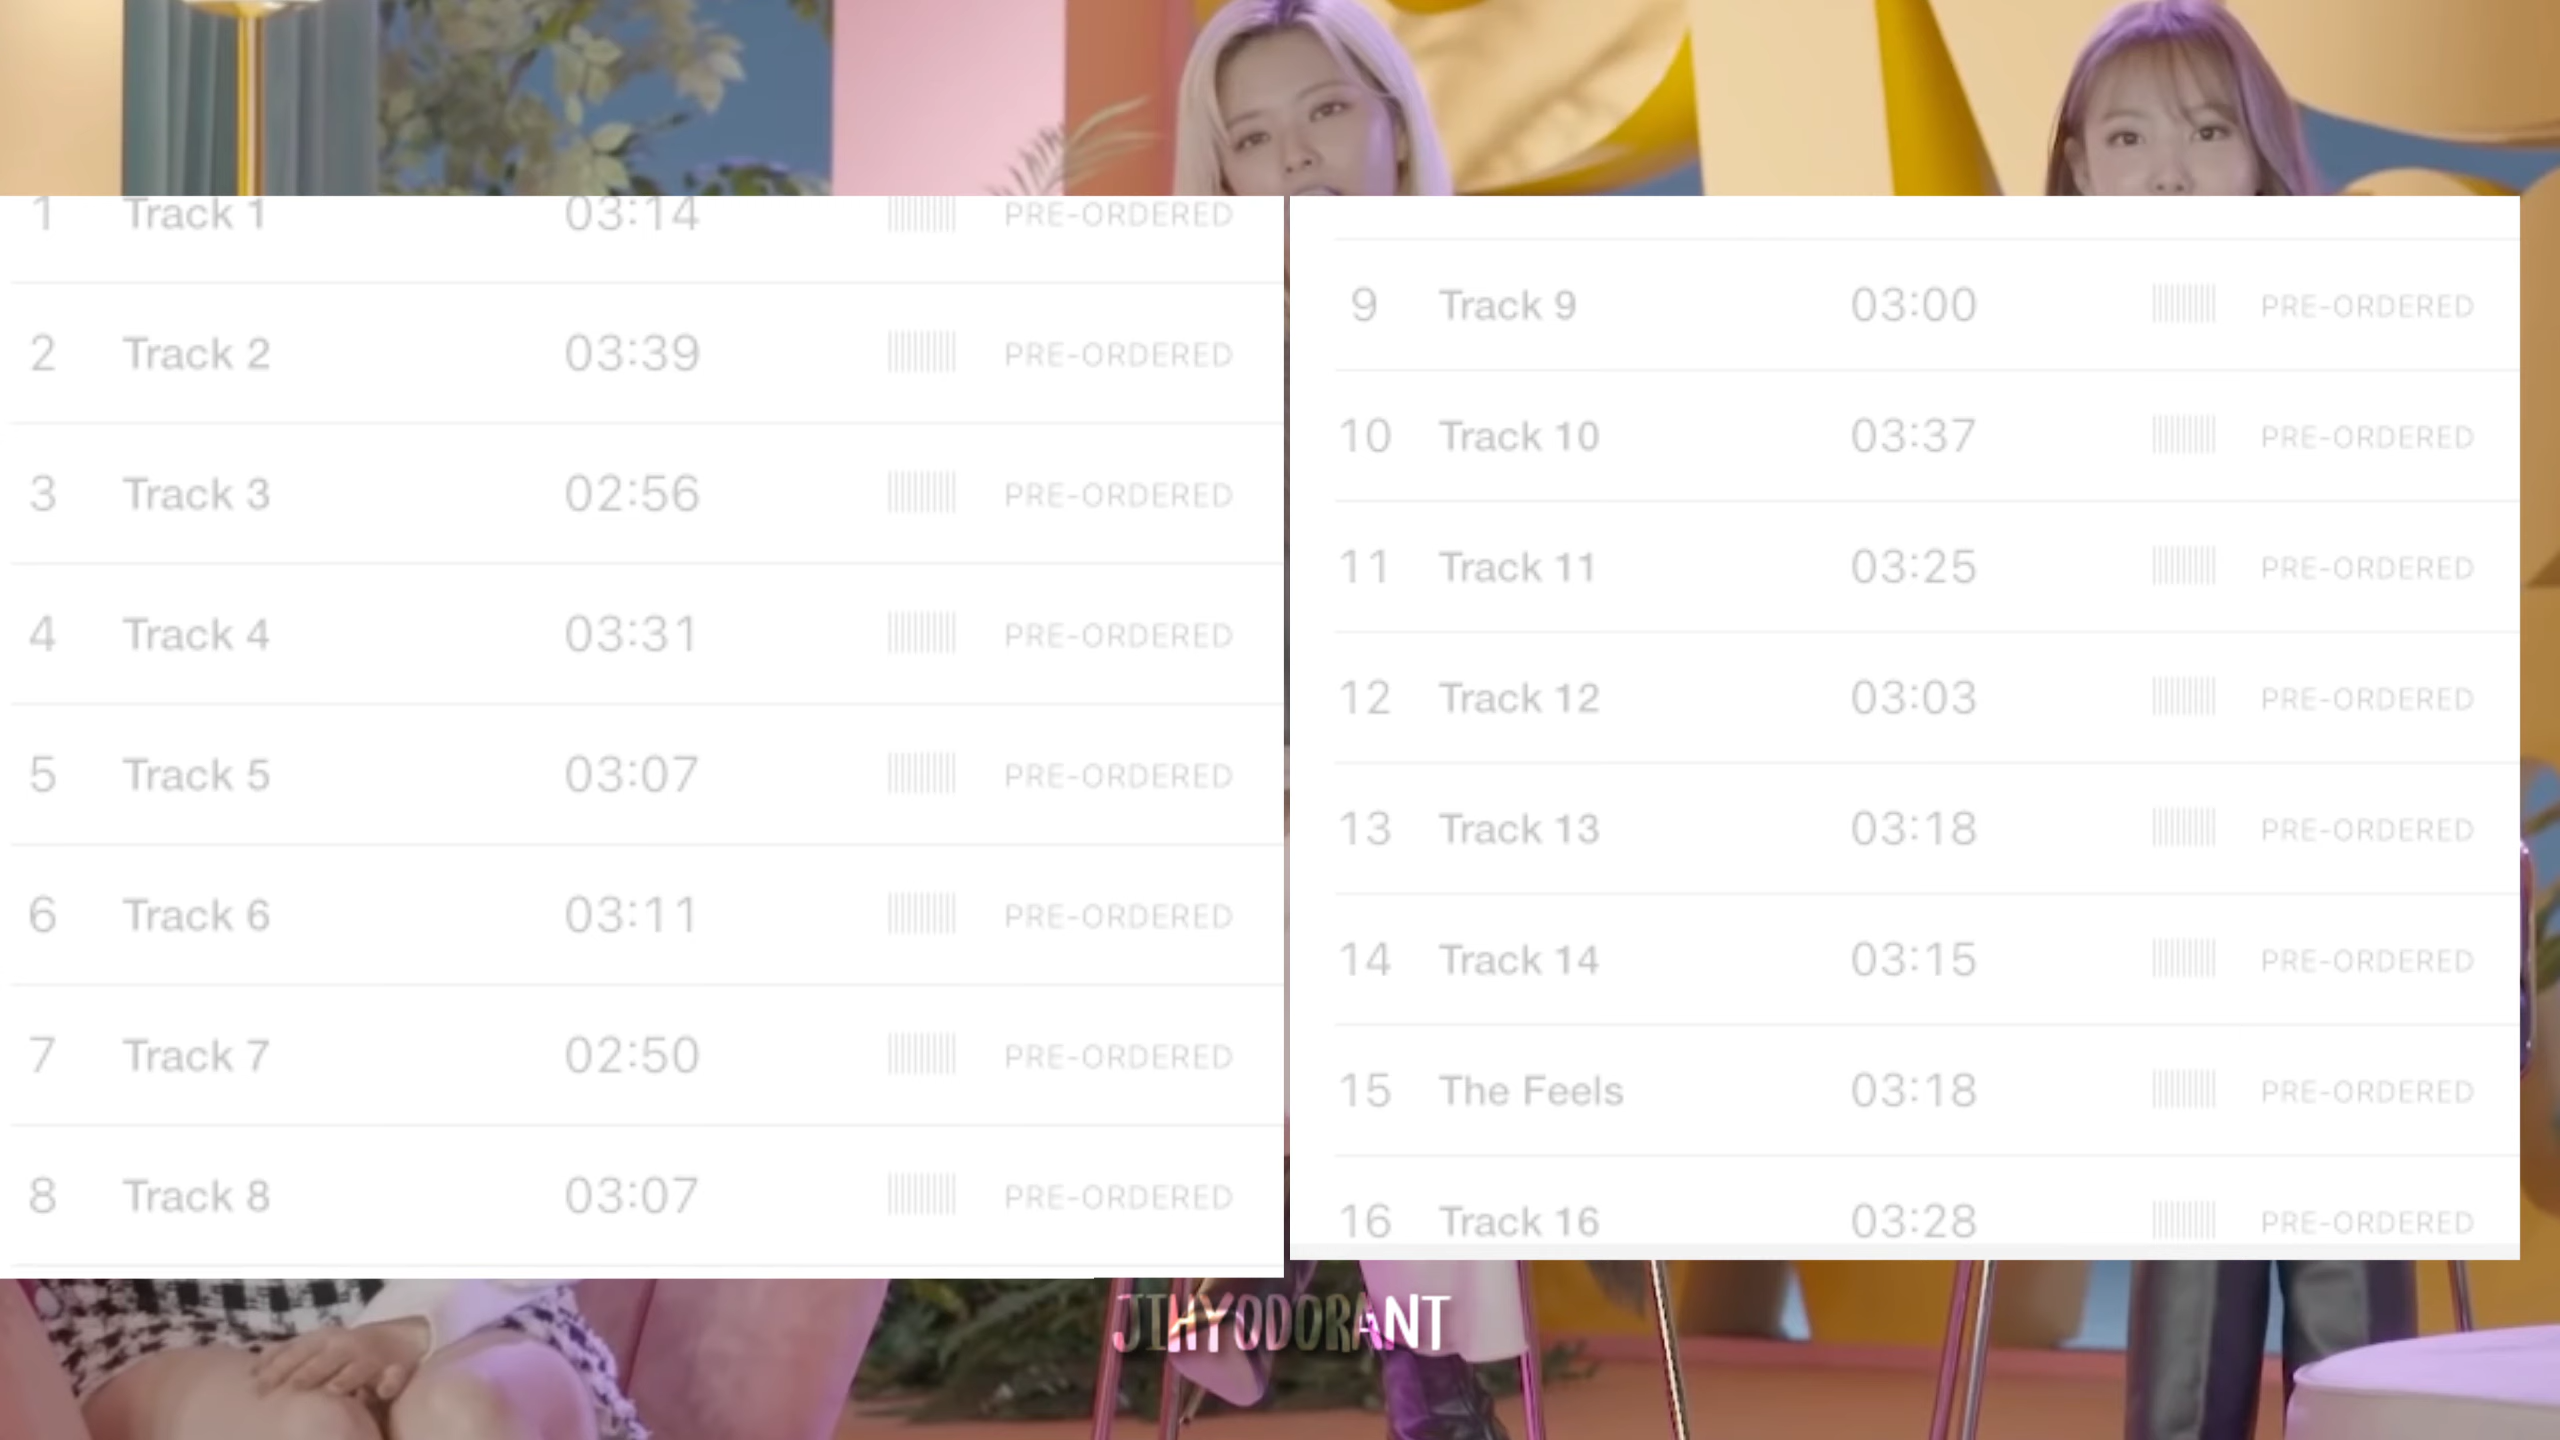 1 Track 1 03:14 PRE-ORDERED
2 Track 2 03:39 PRE-ORDERED
3 Track 3 02:56 PRE-ORDERED
4 Track 4 03:31 PRE-ORDERED
5 Track 5 03:07 PRE-ORDERED
6 Track 6 03:11 PRE-ORDERED
7 Track 7 02:50 PRE-ORDERED
8 Track 8 03:07 PRE-ORDERED
9 Track 9 03:00 PRE-ORDERED
10 Track 10 03:37 PRE-ORDERED
11 Track 11 03:25 PRE-ORDERED
12 Track 12 03:03 PRE-ORDERED
13 Track 13 03:18 PRE-ORDERED
14 Track 14 03:15 PRE-ORDERED
15 The Feels 03:18 PRE-ORDERED
16 Track 16 03:28 PRE-ORDERED
JIHYODORANT